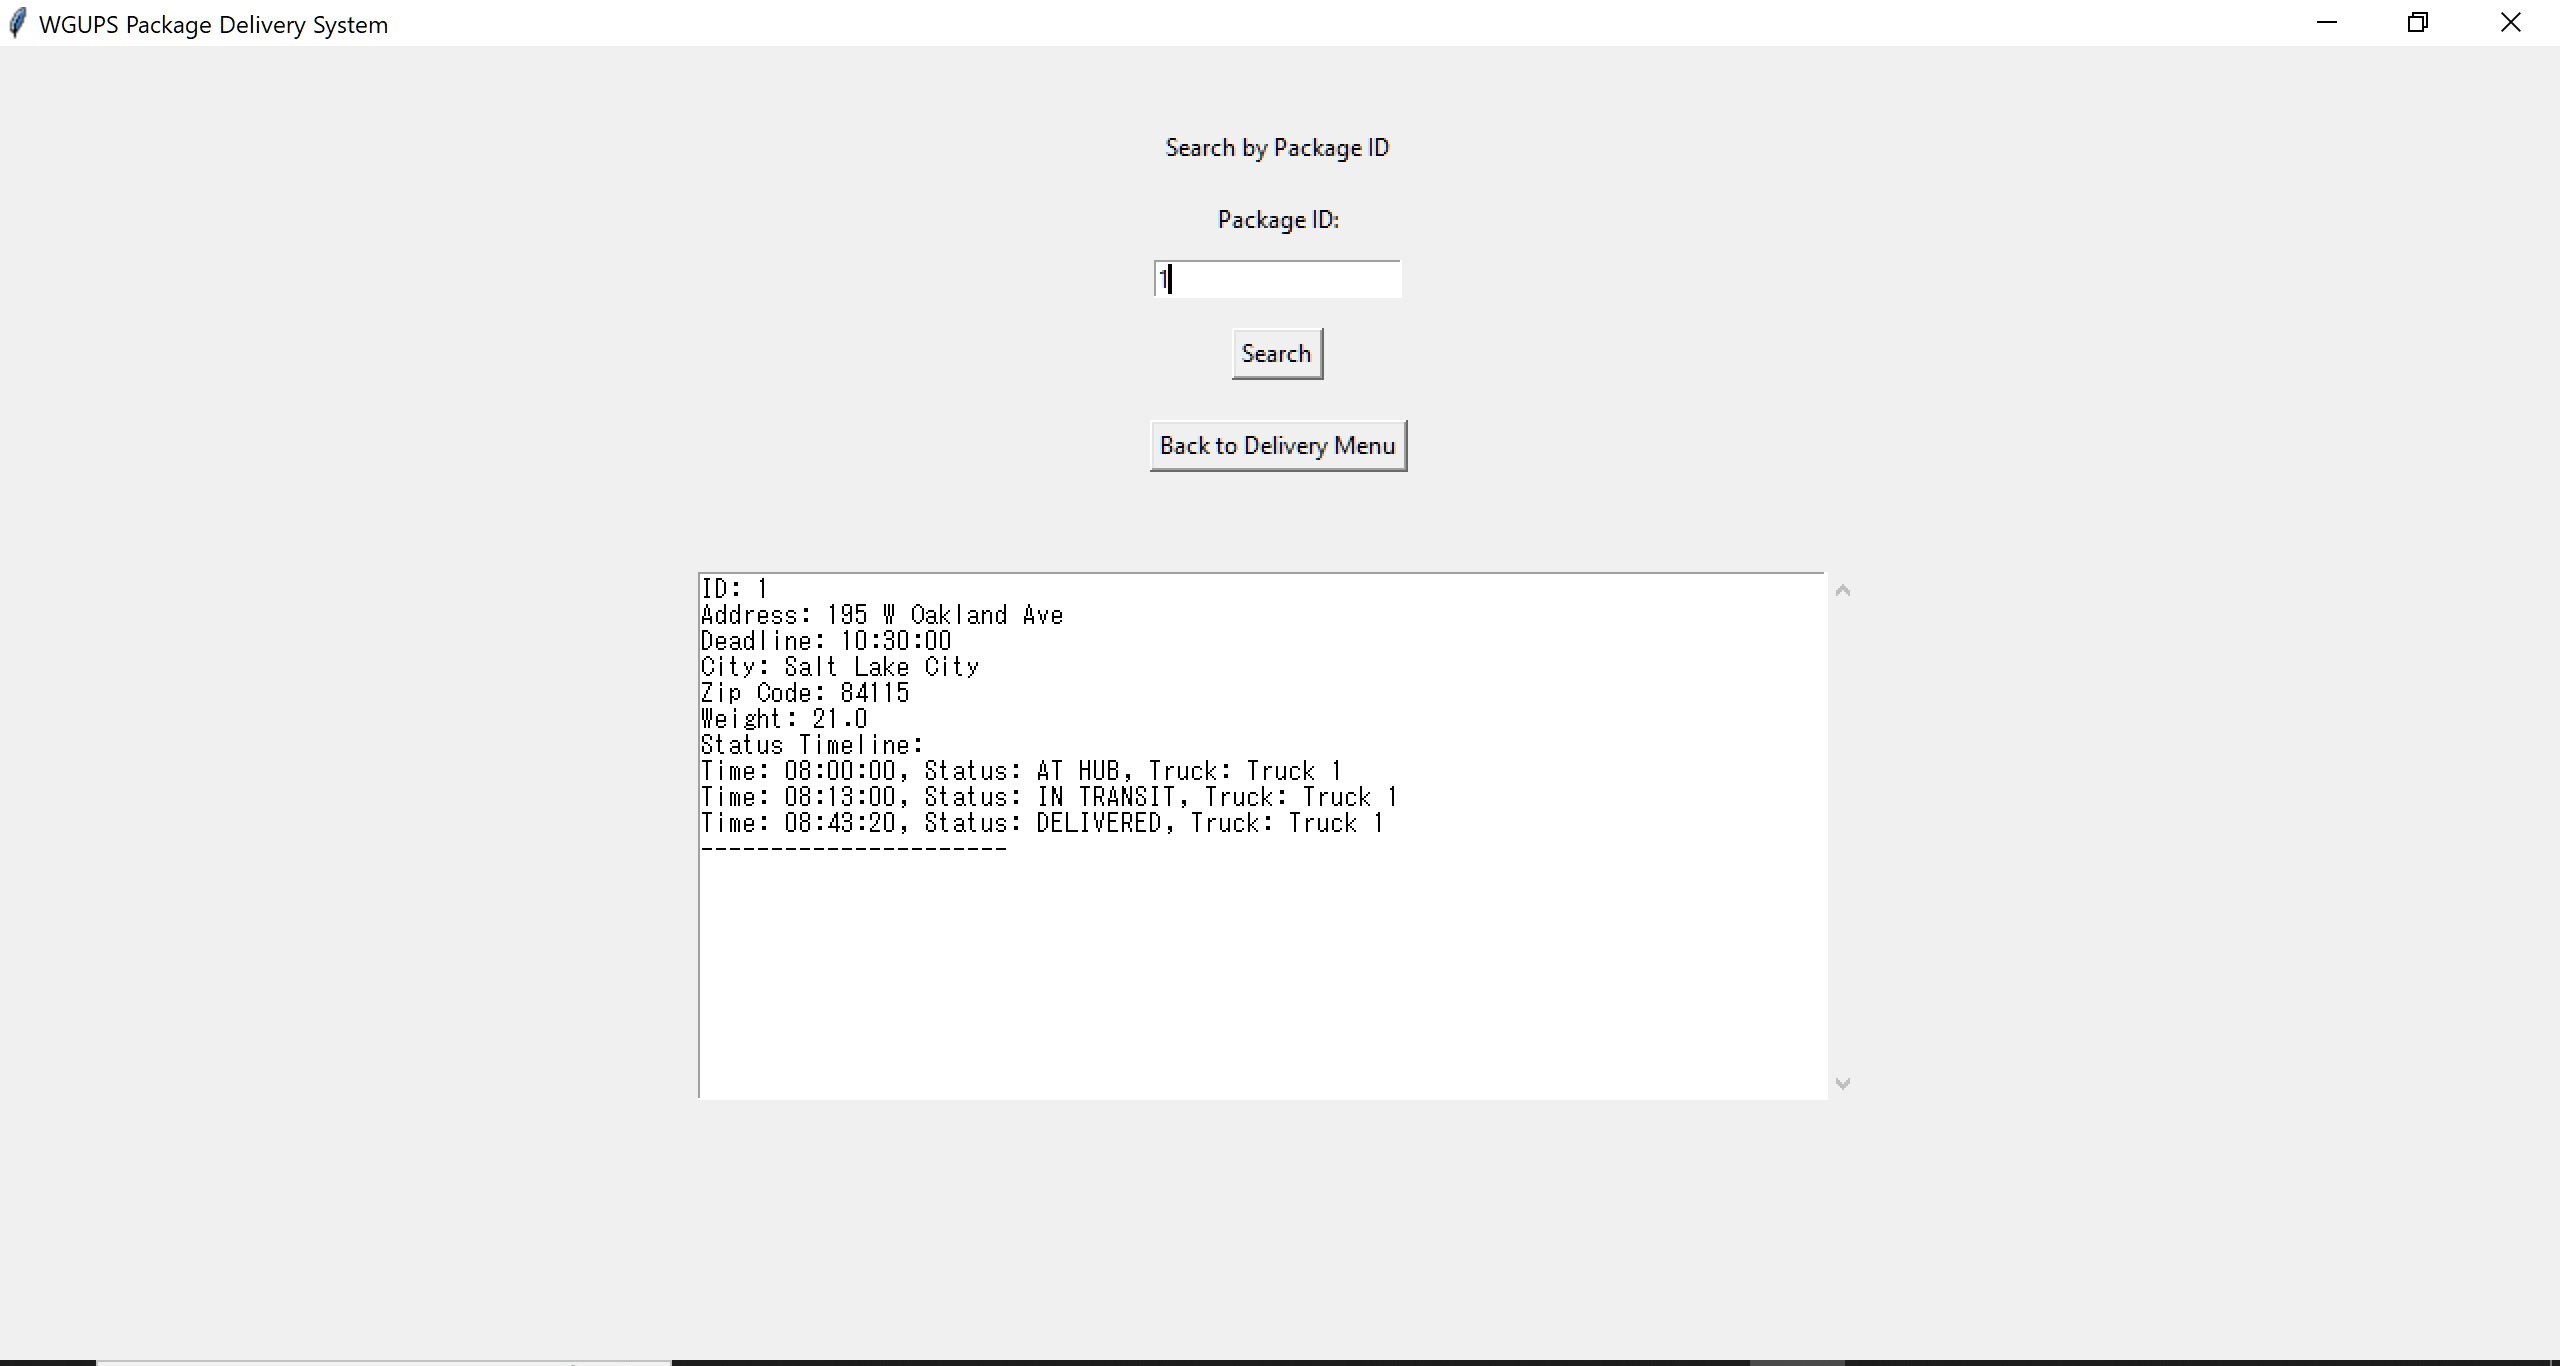 WGUPS Package Delivery System
Search by Package ID
Package ID:
1
Search
Back to Delivery Menu
ID: 1
Address: 195 W Oakland Ave
Deadline: 10:30:00
City: Salt Lake City
Zip Code: 84115
Weight: 21.0
Status Timeline:
Time: 08:00:00, Status: AT HUB, Truck: Truck 1
Time: 08:13:00, Status: IN TRANSIT, Truck: Truck 1
Time: 08:43:20, Status: DELIVERED, Truck: Truck 1
----------------------